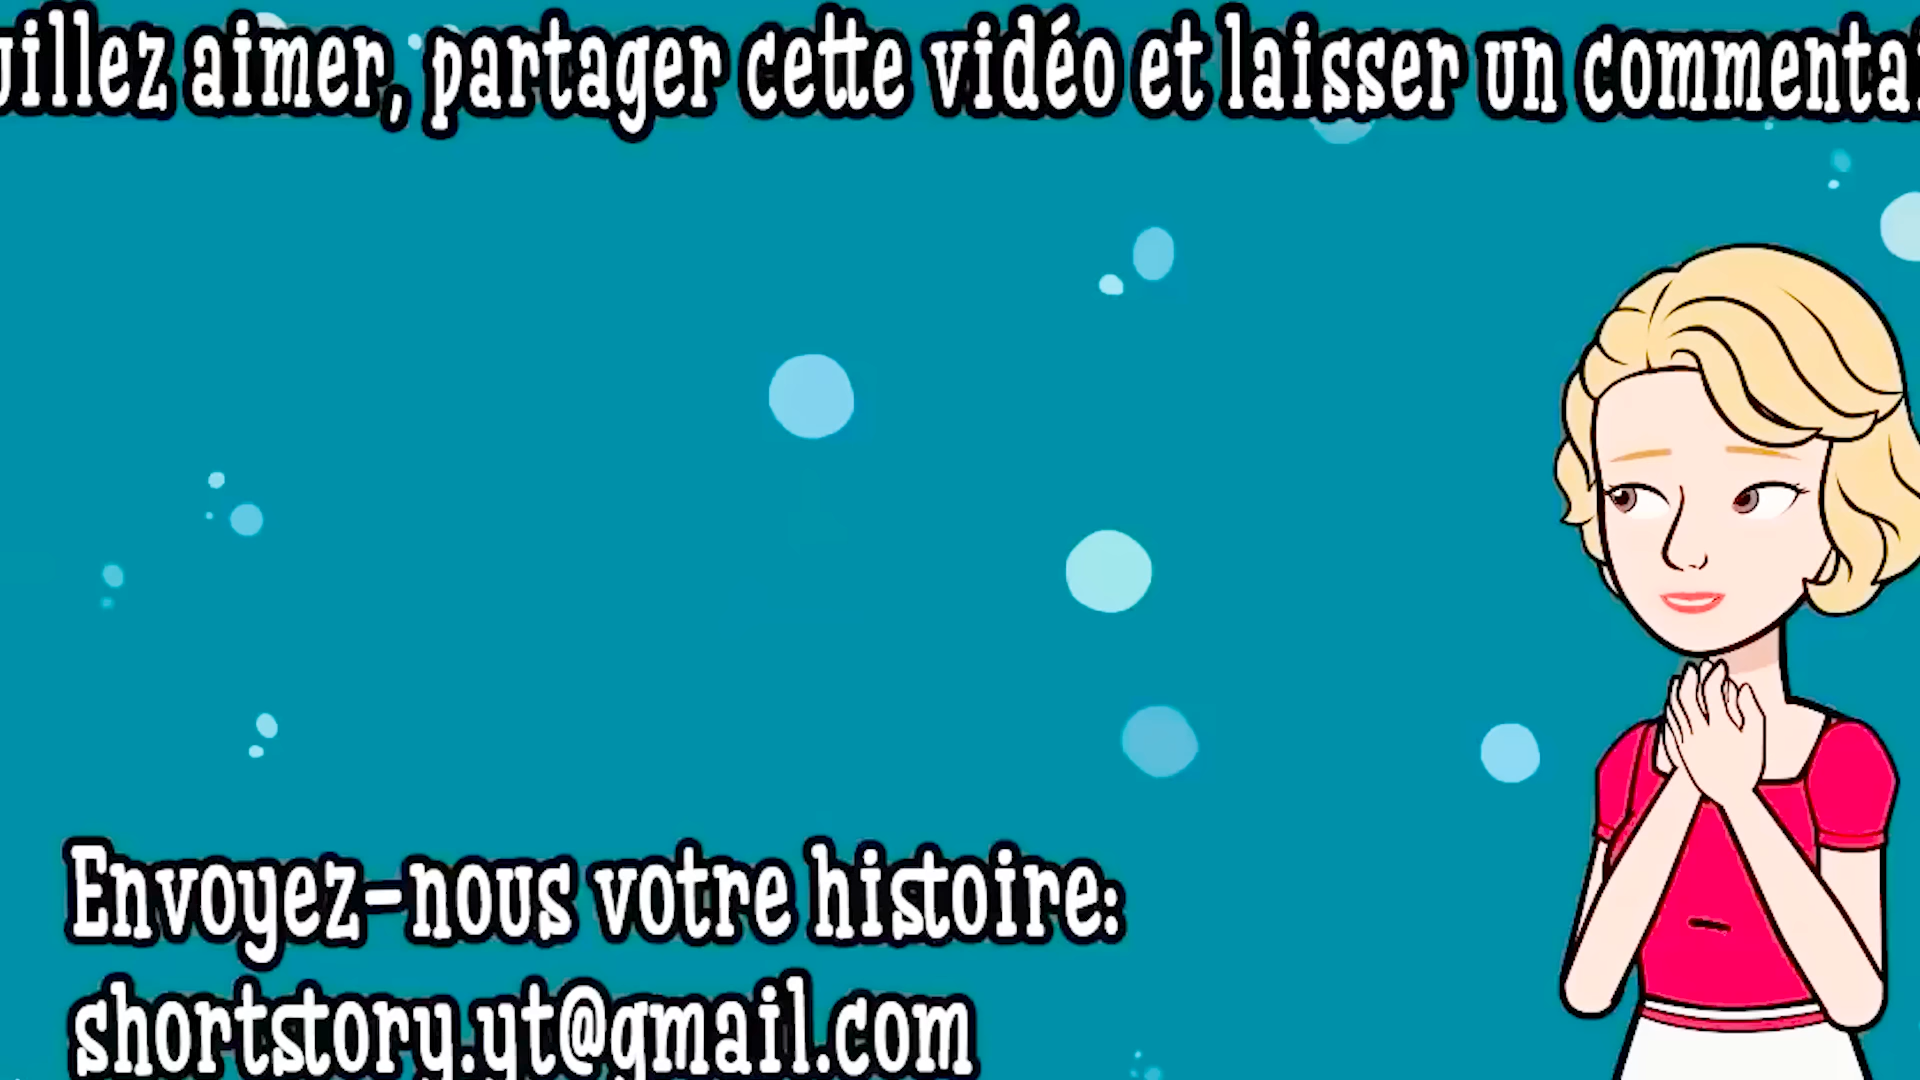 aimer, partager cette vidéo et laisser un
Envoyez-nous votre histoire:
shortstory.yt@gmail.com